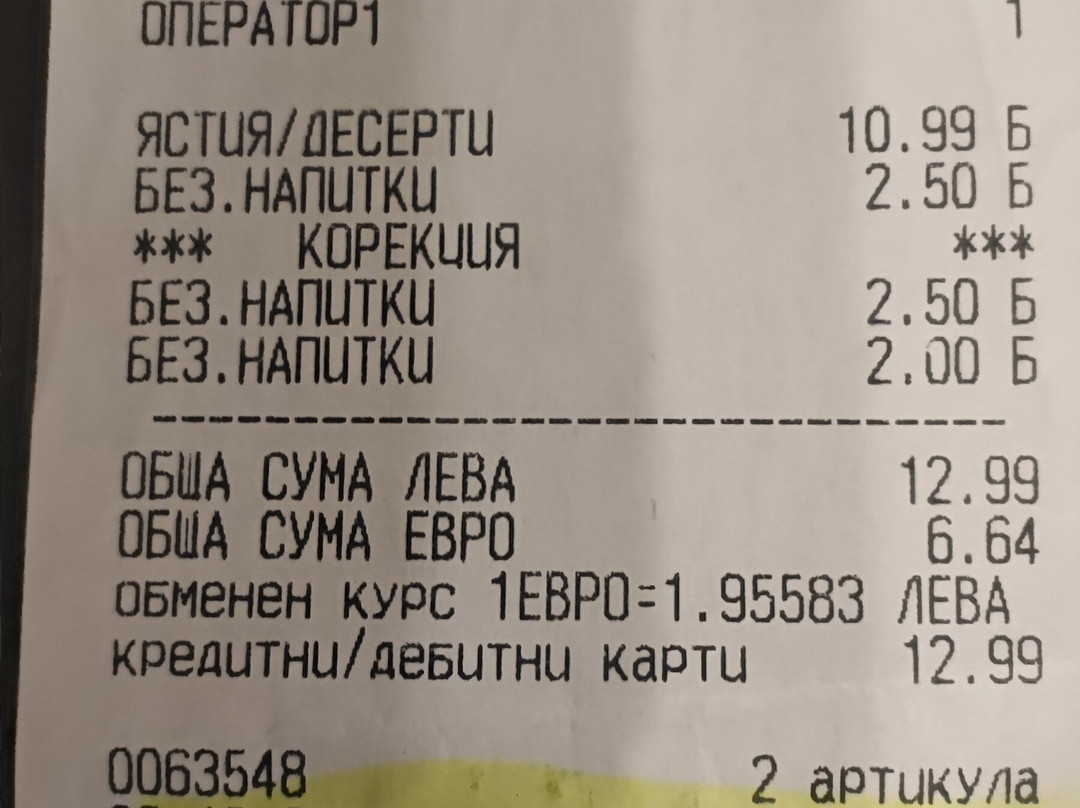 ОПЕРАТОР1 1
ЯСТИЯ/ДЕСЕРТИ 10.99 Б
БЕЗ.НАПИТКИ 2.50 Б
*** КОРЕКЦИЯ ***
БЕЗ.НАПИТКИ 2.50 Б
БЕЗ.НАПИТКИ 2.00 Б
ОБША СУМА ЛЕВА 12.99
ОБША СУМА ЕВРО 6.64
обменен курс 1ЕВРО=1.95583 ЛЕВА
кредитни/дебитни карти 12.99
0063548 2 артикула